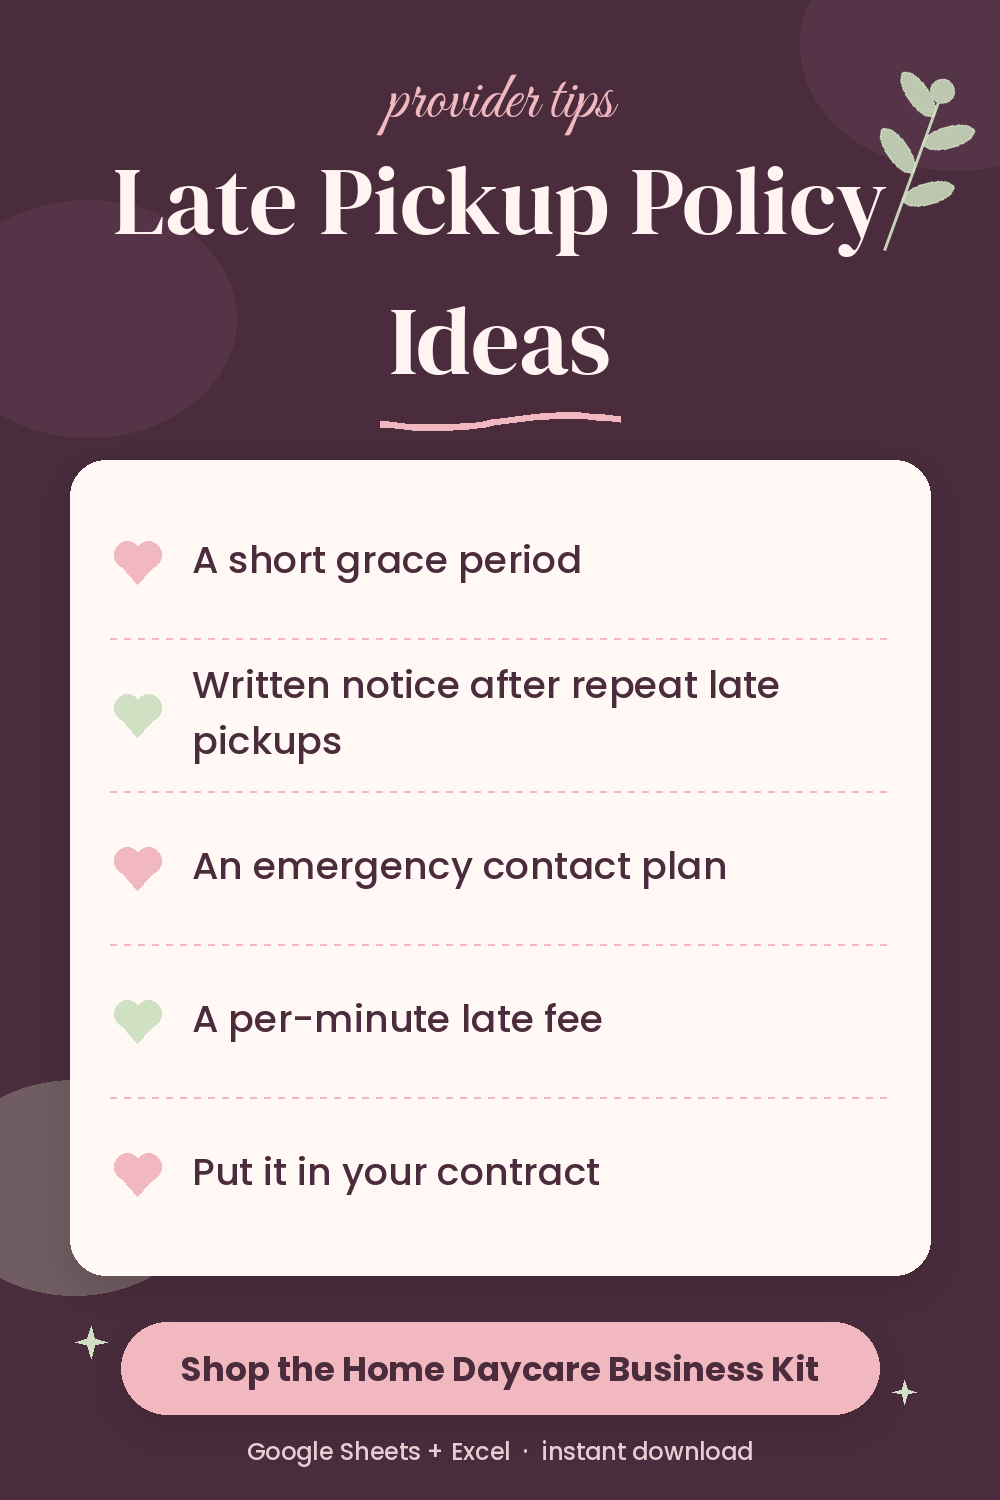 provider tips
Late Pickup Policy
Ideas
A short grace period
Written notice after repeat late
pickups
An emergency contact plan
A per-minute late fee
Put it in your contract
Shop the Home Daycare Business Kit
Google Sheets + Excel · instant download